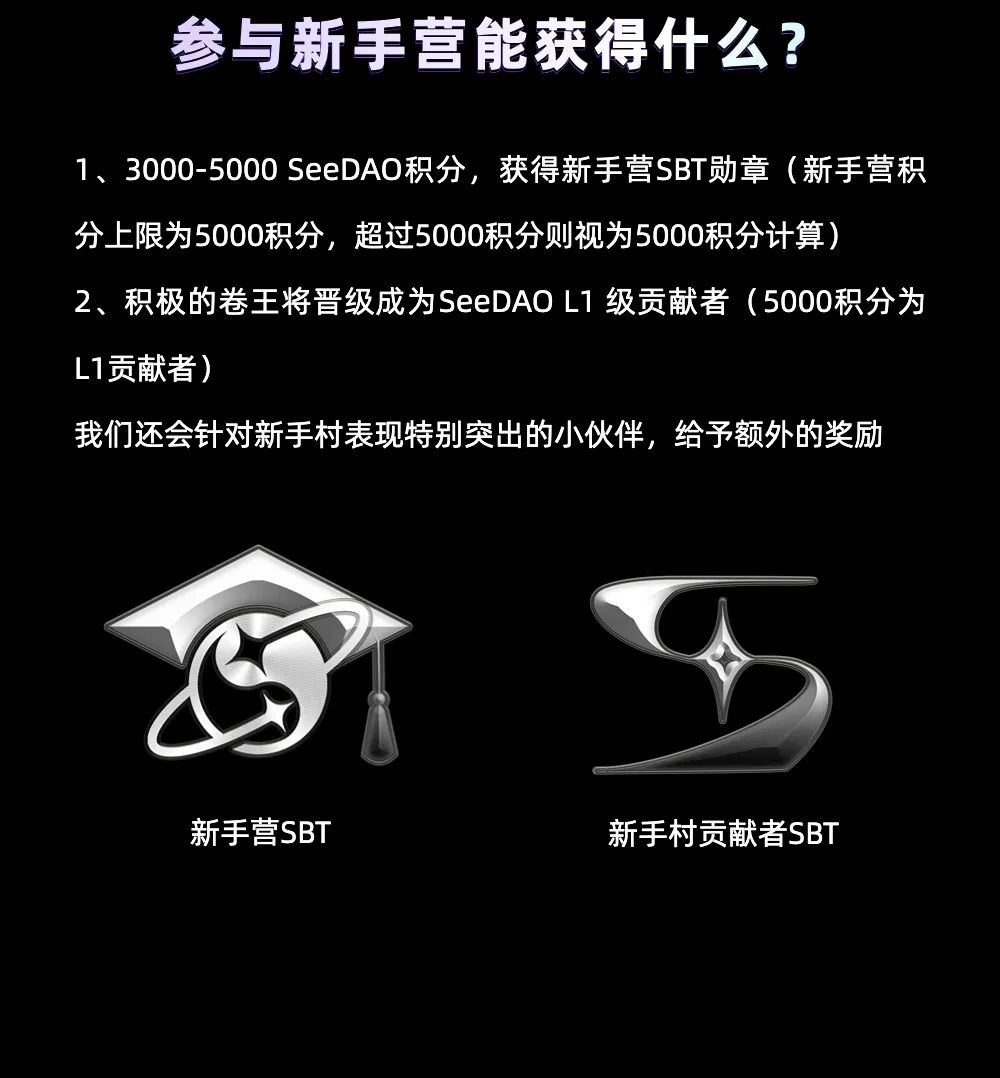 参与新手营能获得什么？
1、3000-5000 SeeDAO积分，获得新手营SBT勋章（新手营积
分上限为5000积分，超过5000积分则视为5000积分计算）
2、积极的卷王将晋级成为SeeDAO L1 级贡献者（5000积分为
L1贡献者）
我们还会针对新手村表现特别突出的小伙伴，给予额外的奖励
新手营SBT
新手村贡献者SBT